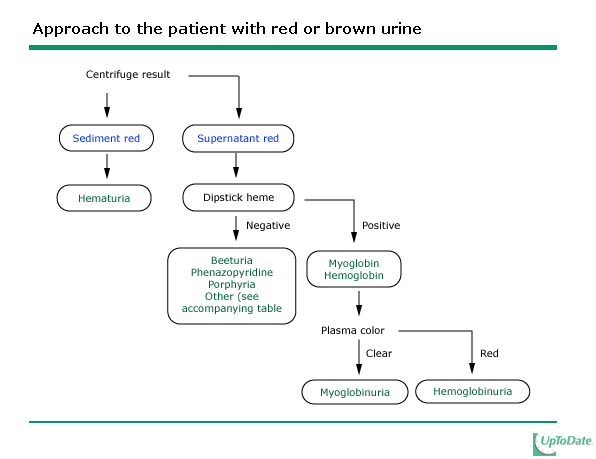 Approach to the patient with red or brown urine
Centrifuge result
Sediment red
Supernatant red
Hematuria
Dipstick heme
Negative
Positive
Beeturia
Phenazopyridine
Porphyria
Other (see
accompanying table
Myoglobin
Hemoglobin
Plasma color
Clear
Red
Myoglobinuria
Hemoglobinuria
UpToDate